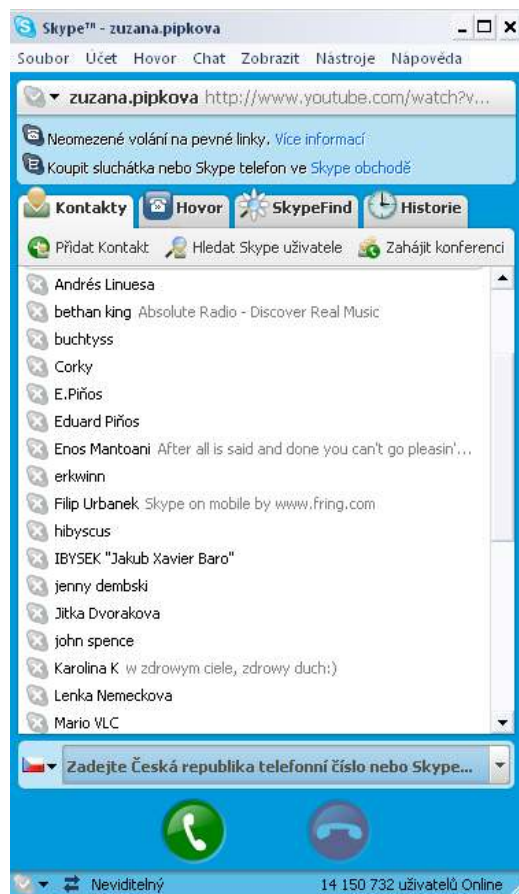 Skype™ - zuzana.pipkova
Soubor Účet Hovor Chat Zobrazit Nástroje Nápověda
zuzana.pipkova http://www.youtube.com/watch?v...
Neomezené volání na pevné linky. Více informací
Koupit sluchátka nebo Skype telefon ve Skype obchodě
Kontakty Hovor SkypeFind Historie
Přidat Kontakt Hledat Skype uživatele Zahájit konferenci
Andrés Linuesa
bethan king Absolute Radio - Discover Real Music
buchtyss
Corky
E.Piňos
Eduard Piňos
Enos Mantoani After all is said and done you can't go pleasin'...
erkwinn
Filip Urbanek Skype on mobile by www.fring.com
hibyscus
IBYSEK "Jakub Xavier Baro"
jenny dembski
Jitka Dvorakova
john spence
Karolina K w zdrowym ciele, zdrowy duch:)
Lenka Nemeckova
Mario VLC
Zadejte Česká republika telefonní číslo nebo Skype...
Neviditelný 14 150 732 uživatelů Online